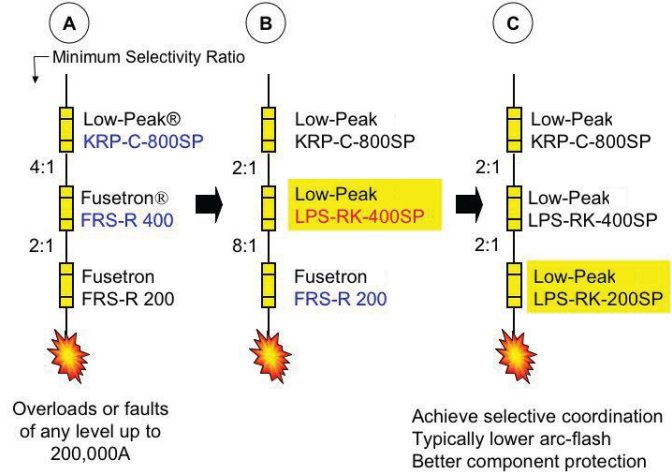 A
B
C
Minimum Selectivity Ratio
Low-Peak®
KRP-C-800SP
4:1
Fusetron®
FRS-R 400
2:1
Fusetron
FRS-R 200
Overloads or faults
of any level up to
200,000A
Low-Peak
KRP-C-800SP
2:1
Low-Peak
LPS-RK-400SP
8:1
Fusetron
FRS-R 200
Low-Peak
KRP-C-800SP
2:1
Low-Peak
LPS-RK-400SP
2:1
Low-Peak
LPS-RK-200SP
Achieve selective coordination
Typically lower arc-flash
Better component protection